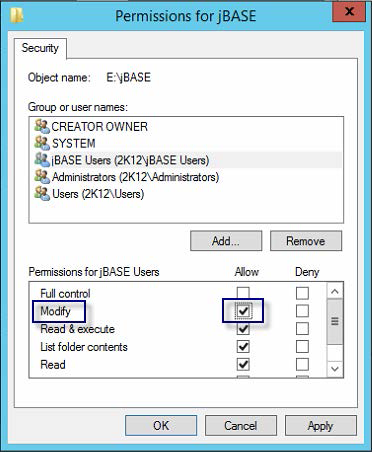 Permissions for jBASE
x
Security
Object name: E:\jBASE
Group or user names:
CREATOR OWNER
SYSTEM
jBASE Users (2K12\jBASE Users)
Administrators (2K12\Administrators)
Users (2K12\Users)
Add... Remove
Permissions for jBASE Users Allow Deny
Full control
Modify
Read & execute
List folder contents
Read
OK Cancel Apply